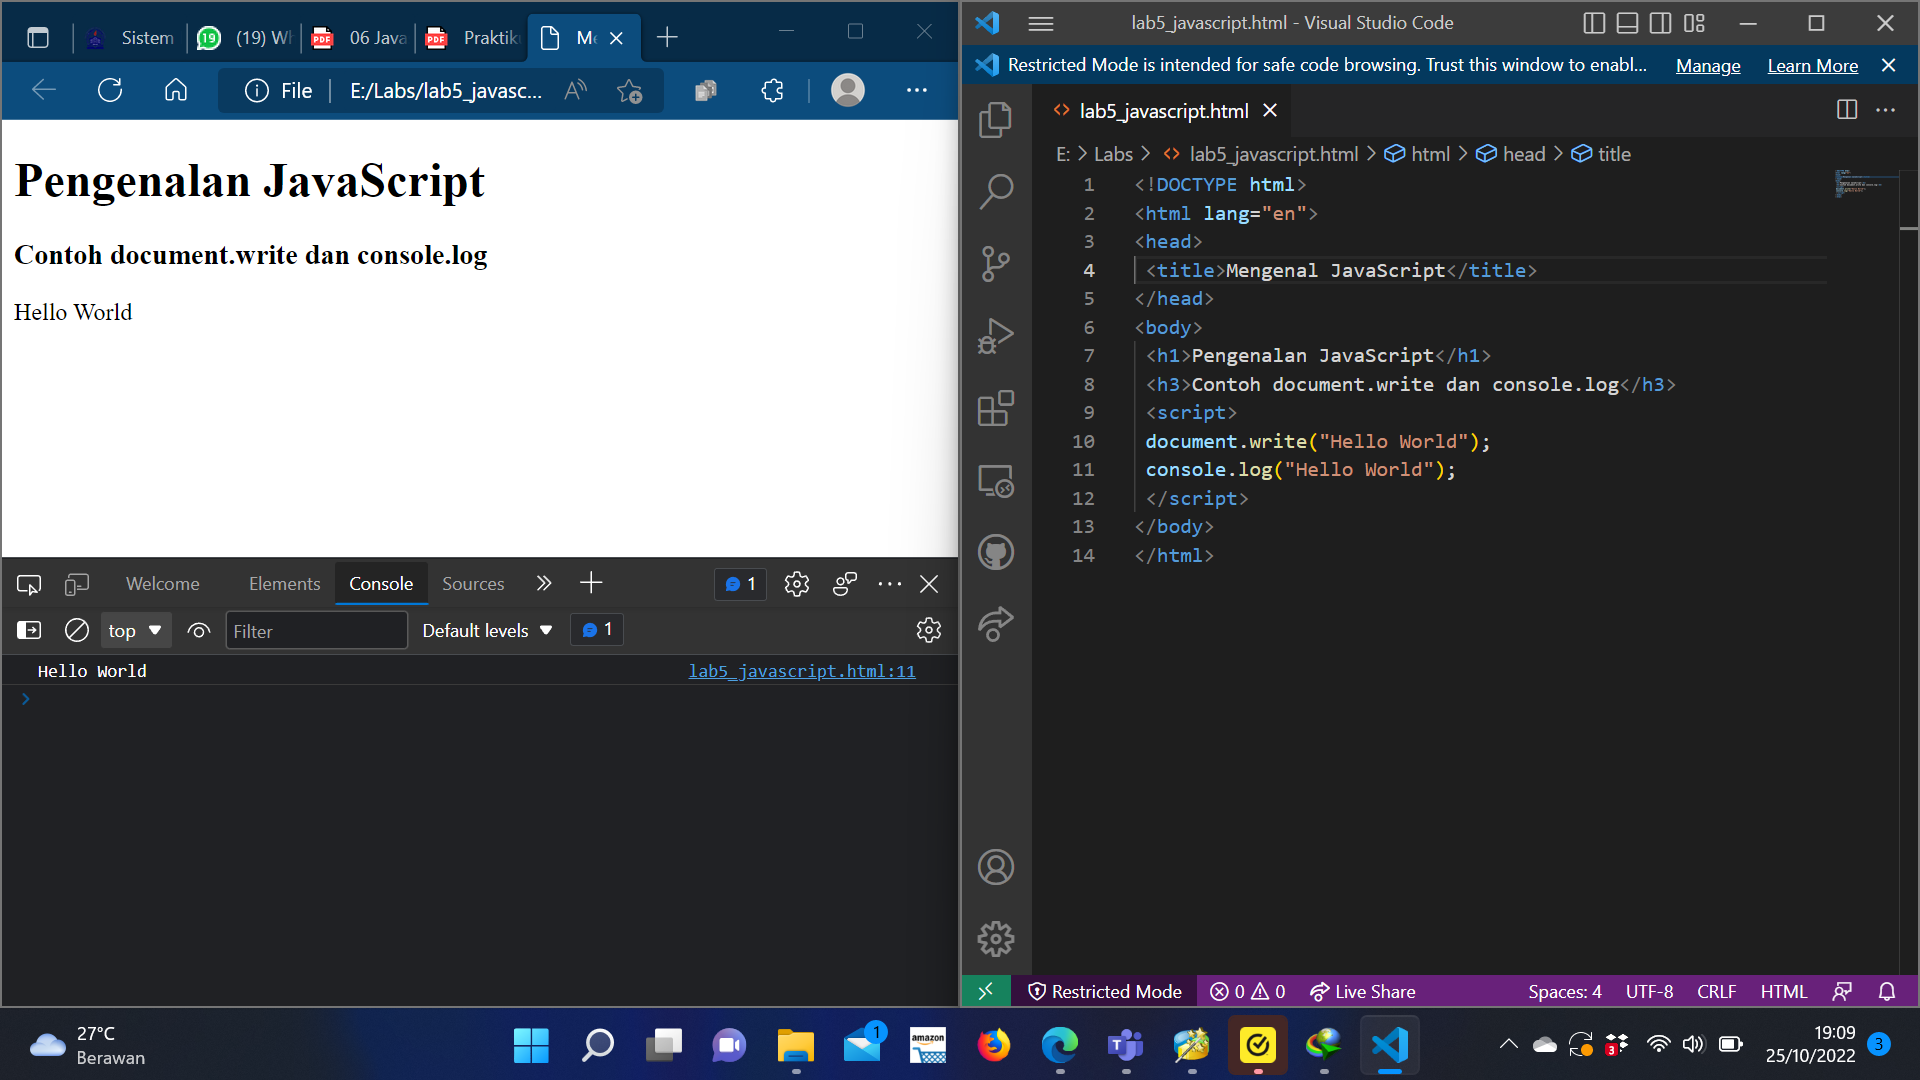 Sistem
(19) Wh
06 Java
Praktik
Me
File
E:/Labs/lab5_javasc...
Pengenalan JavaScript
Contoh document.write dan console.log
Hello World
Welcome
Elements
Console
Sources
1
top
Filter
Default levels
1
Hello World
lab5_javascript.html:11
lab5_javascript.html - Visual Studio Code
Restricted Mode is intended for safe code browsing. Trust this window to enabl...
Manage
Learn More
lab5_javascript.html
E: > Labs > lab5_javascript.html > html > head > title
1 <!DOCTYPE html>
2 <html lang="en">
3 <head>
4 <title>Mengenal JavaScript</title>
5 </head>
6 <body>
7 <h1>Pengenalan JavaScript</h1>
8 <h3>Contoh document.write dan console.log</h3>
9 <script>
10 document.write("Hello World");
11 console.log("Hello World");
12 </script>
13 </body>
14 </html>
Restricted Mode
0
0
Live Share
Spaces: 4
UTF-8
CRLF
HTML
27°C
Berawan
1
amazon
3
19:09
25/10/2022
3